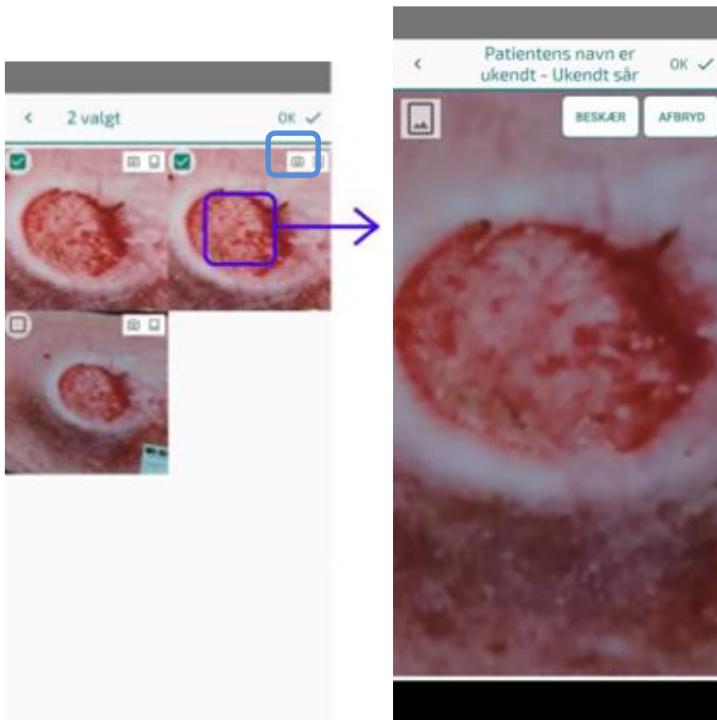 2 valgt
OK
Patientens navn er
ukendt - Ukendt sår
OK
BESKÆR
AFBRYD